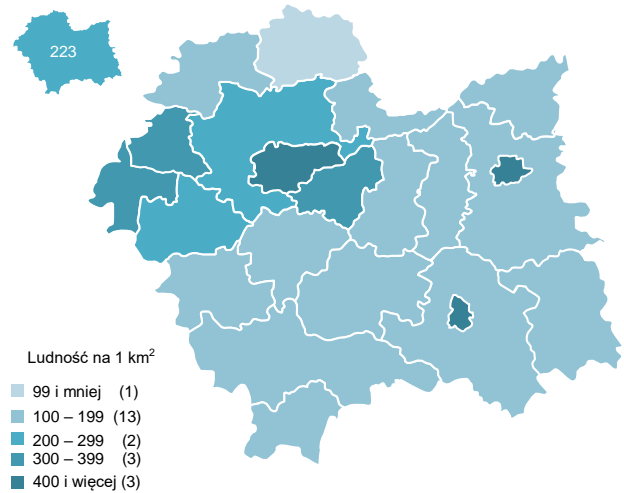 223
Ludność na 1 km²
99 i mniej (1)
100 – 199 (13)
200 – 299 (2)
300 – 399 (3)
400 i więcej (3)